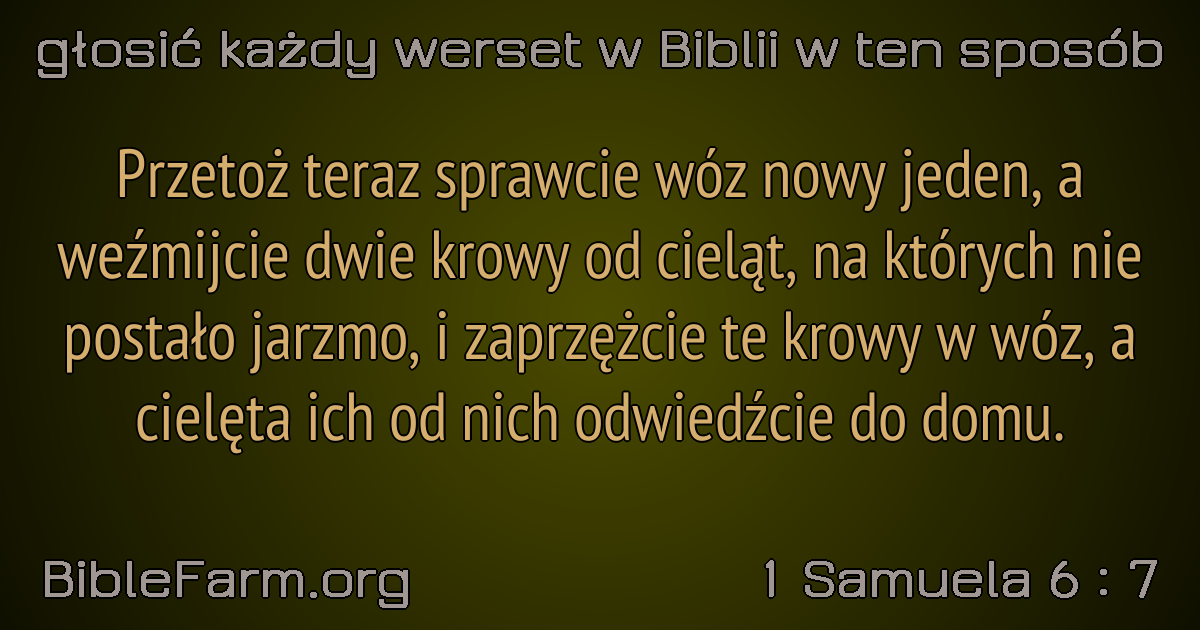 głosić każdy werset w Biblii w ten sposób
Przetoż teraz sprawcie wóz nowy jeden, a
weźmijcie dwie krowy od cieląt, na których nie
postało jarzmo, i zaprzężcie te krowy w wóz, a
cielęta ich od nich odwiedźcie do domu.
BibleFarm.org
1 Samuela 6 : 7